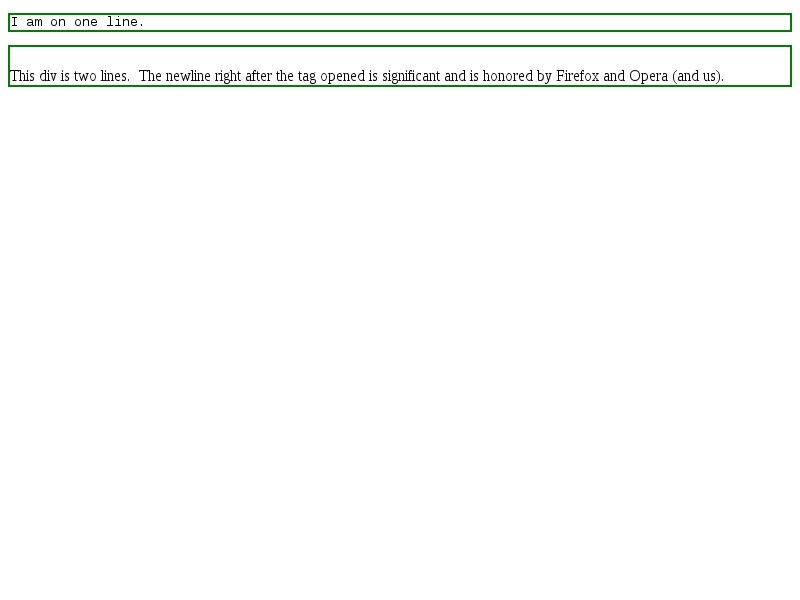 I am on one line.
This div is two lines.  The newline right after the tag opened is significant and is honored by Firefox and Opera (and us).